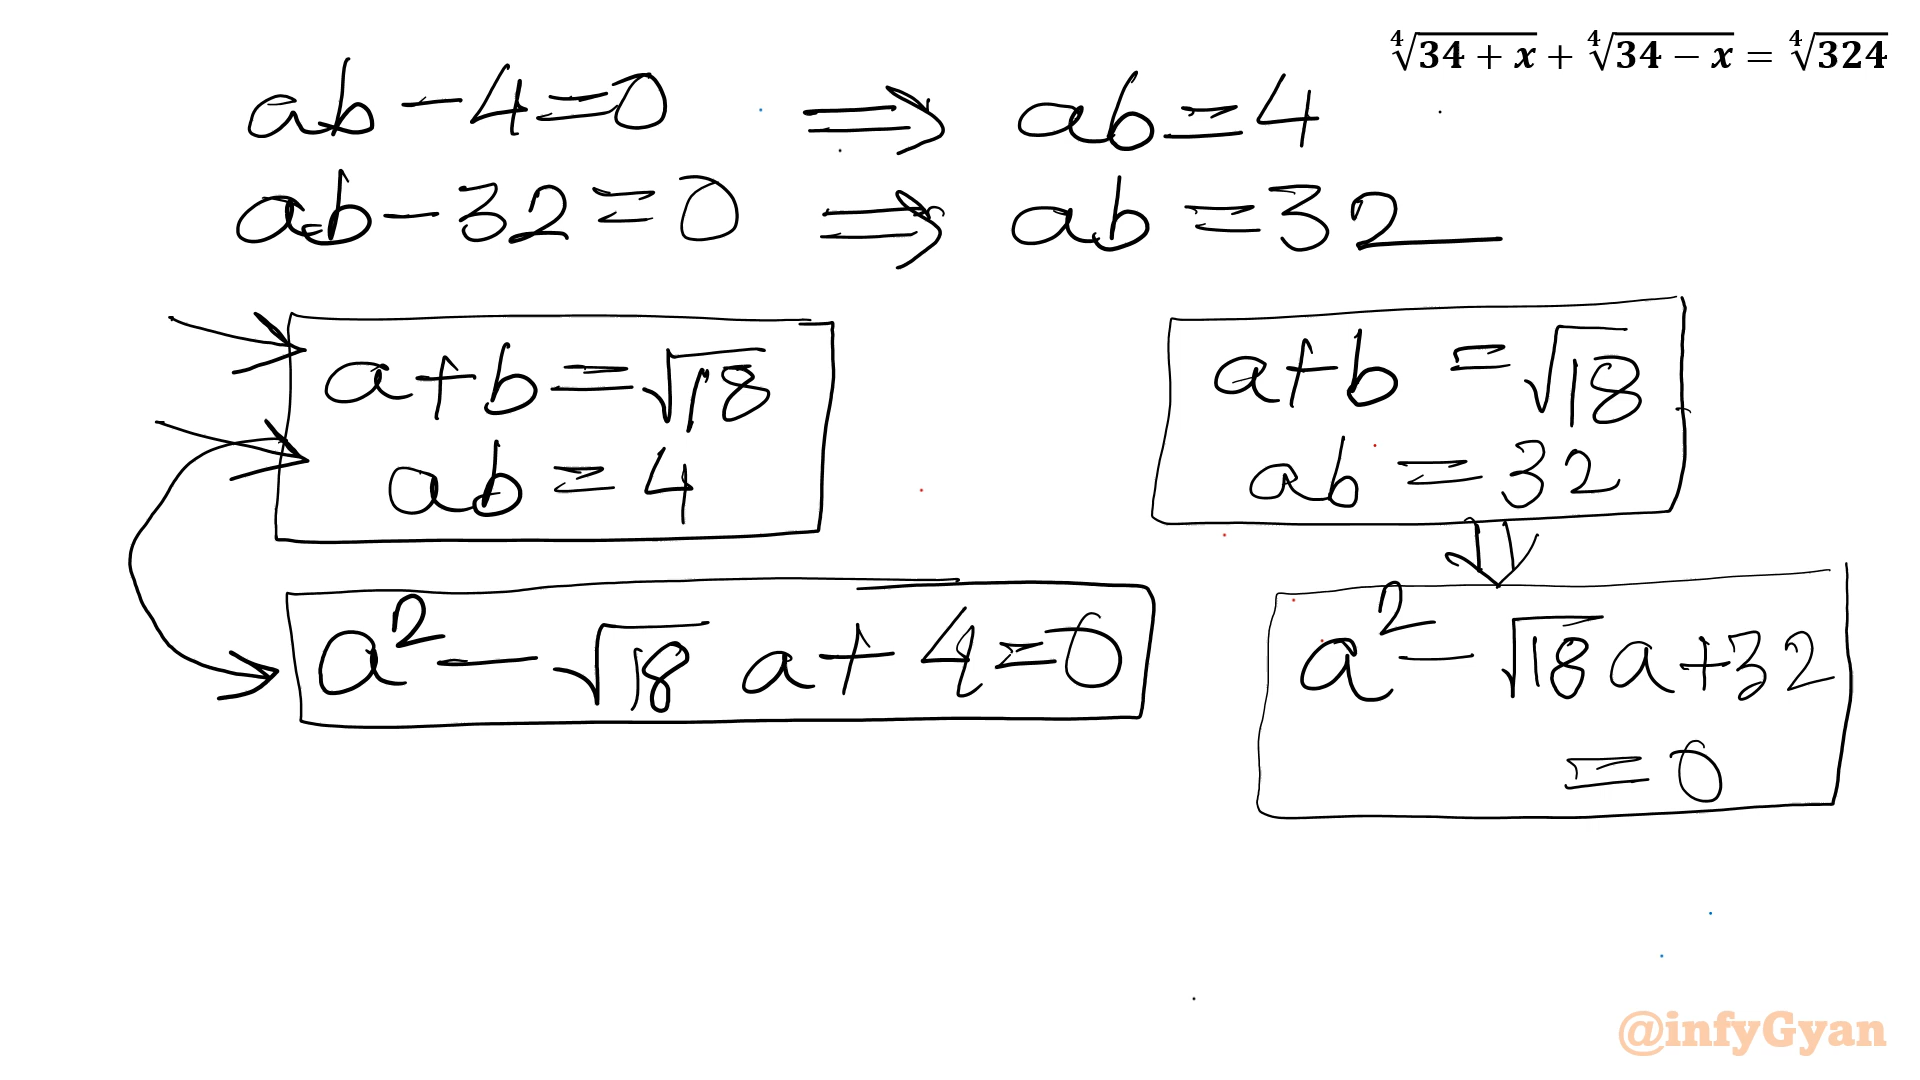 ∜(34 + x) + ∜(34 − x) = ∜324
ab − 4 = 0 ⟹ ab = 4
ab − 32 = 0 ⟹ ab = 32
a + b = √18
ab = 4
a + b = √18
ab = 32
a² − √18 a + 4 = 0
a² − √18 a + 32
= 0
@infyGyan